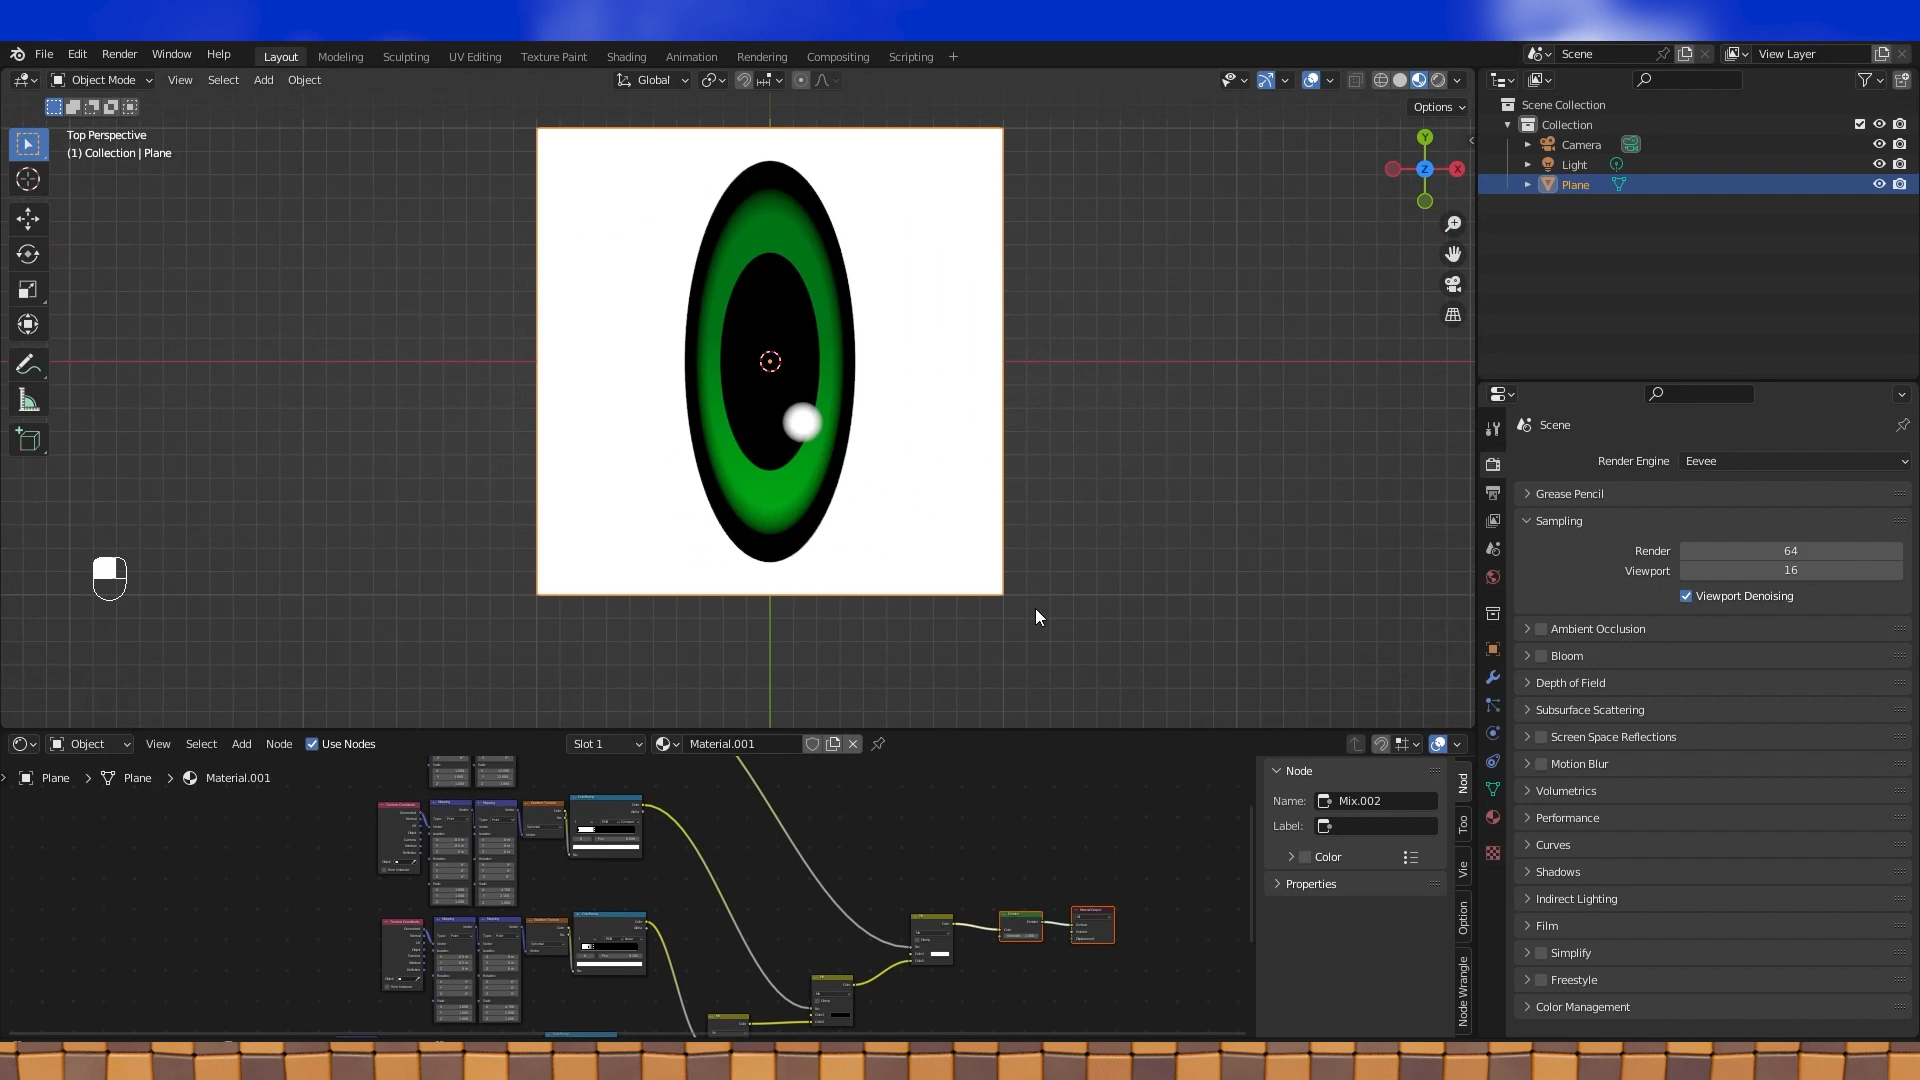 File Edit Render Window Help Layout Modeling Sculpting UV Editing Texture Paint Shading Animation Rendering Compositing Scripting + Scene View Layer
Object Mode View Select Add Object Global
Options
Top Perspective
(1) Collection | Plane
Y
Z
X
Scene Collection
Collection
Camera
Light
Plane
Scene
Render Engine Eevee
Grease Pencil
Sampling
Render 64
Viewport 16
Viewport Denoising
Ambient Occlusion
Bloom
Depth of Field
Subsurface Scattering
Screen Space Reflections
Motion Blur
Volumetrics
Performance
Curves
Shadows
Indirect Lighting
Film
Simplify
Freestyle
Color Management
Object View Select Add Node Use Nodes Slot 1 Material.001
Plane > Plane > Material.001
Node
Name: Mix.002
Label:
Color
Properties
Nod
Too
Vie
Option
Node Wrangle